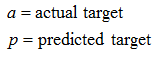 a = actual target
p = predicted target